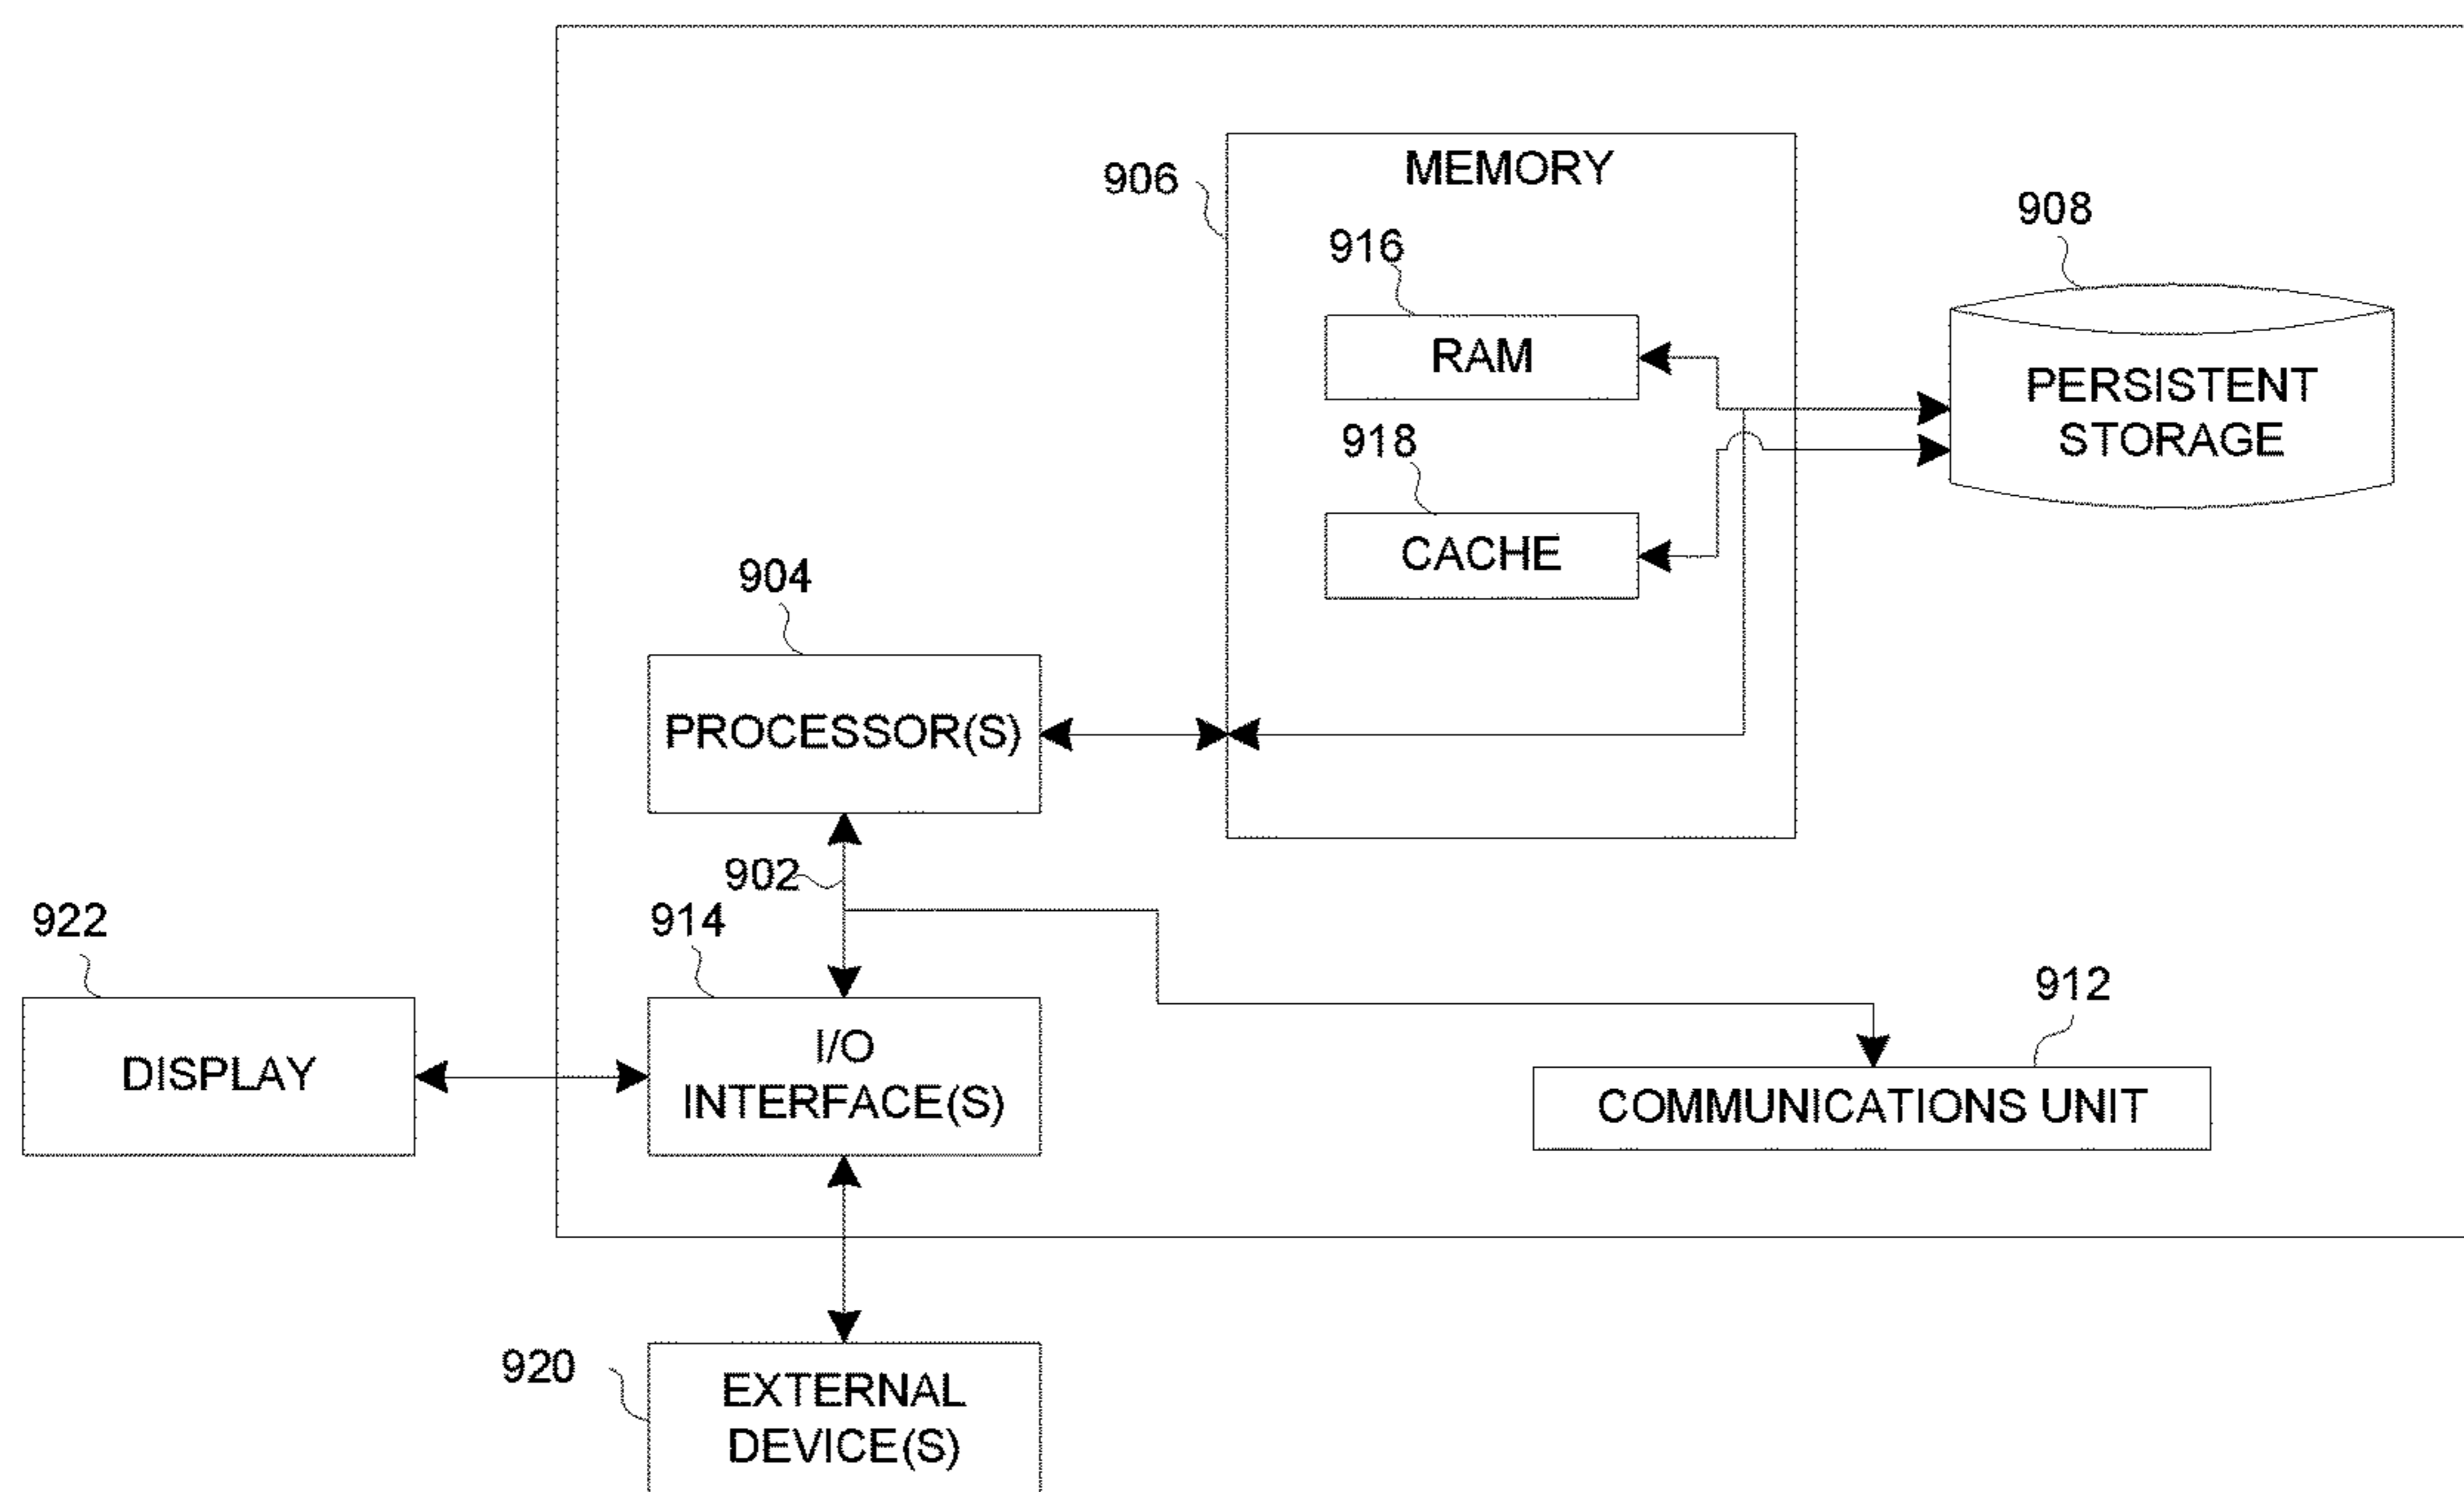 906
MEMORY
908
916
RAM
PERSISTENT
STORAGE
918
CACHE
904
PROCESSOR(S)
902
922
914
912
DISPLAY
I/O
INTERFACE(S)
COMMUNICATIONS UNIT
920
EXTERNAL
DEVICE(S)